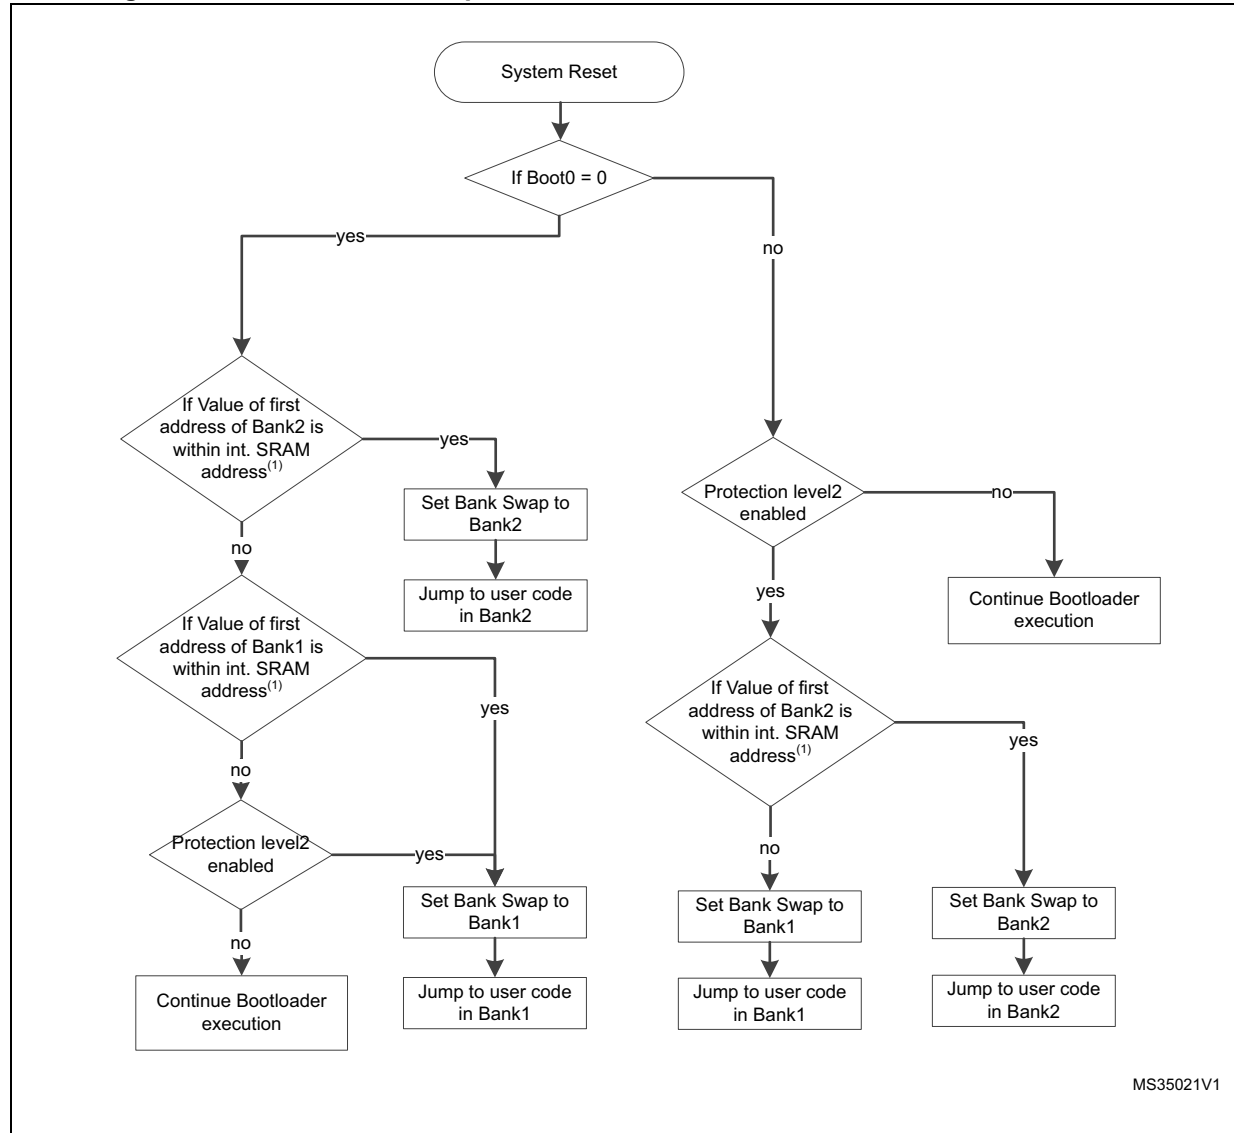 System Reset
If Boot0 = 0
yes
no
If Value of first
address of Bank2 is
within int. SRAM
address(1)
yes
Set Bank Swap to
Bank2
Jump to user code
in Bank2
no
If Value of first
address of Bank1 is
within int. SRAM
address(1)
yes
no
Protection level2
enabled
yes
no
Continue Bootloader
execution
Set Bank Swap to
Bank1
Jump to user code
in Bank1
Protection level2
enabled
no
Continue Bootloader
execution
yes
If Value of first
address of Bank2 is
within int. SRAM
address(1)
yes
no
Set Bank Swap to
Bank1
Jump to user code
in Bank1
Set Bank Swap to
Bank2
Jump to user code
in Bank2
MS35021V1